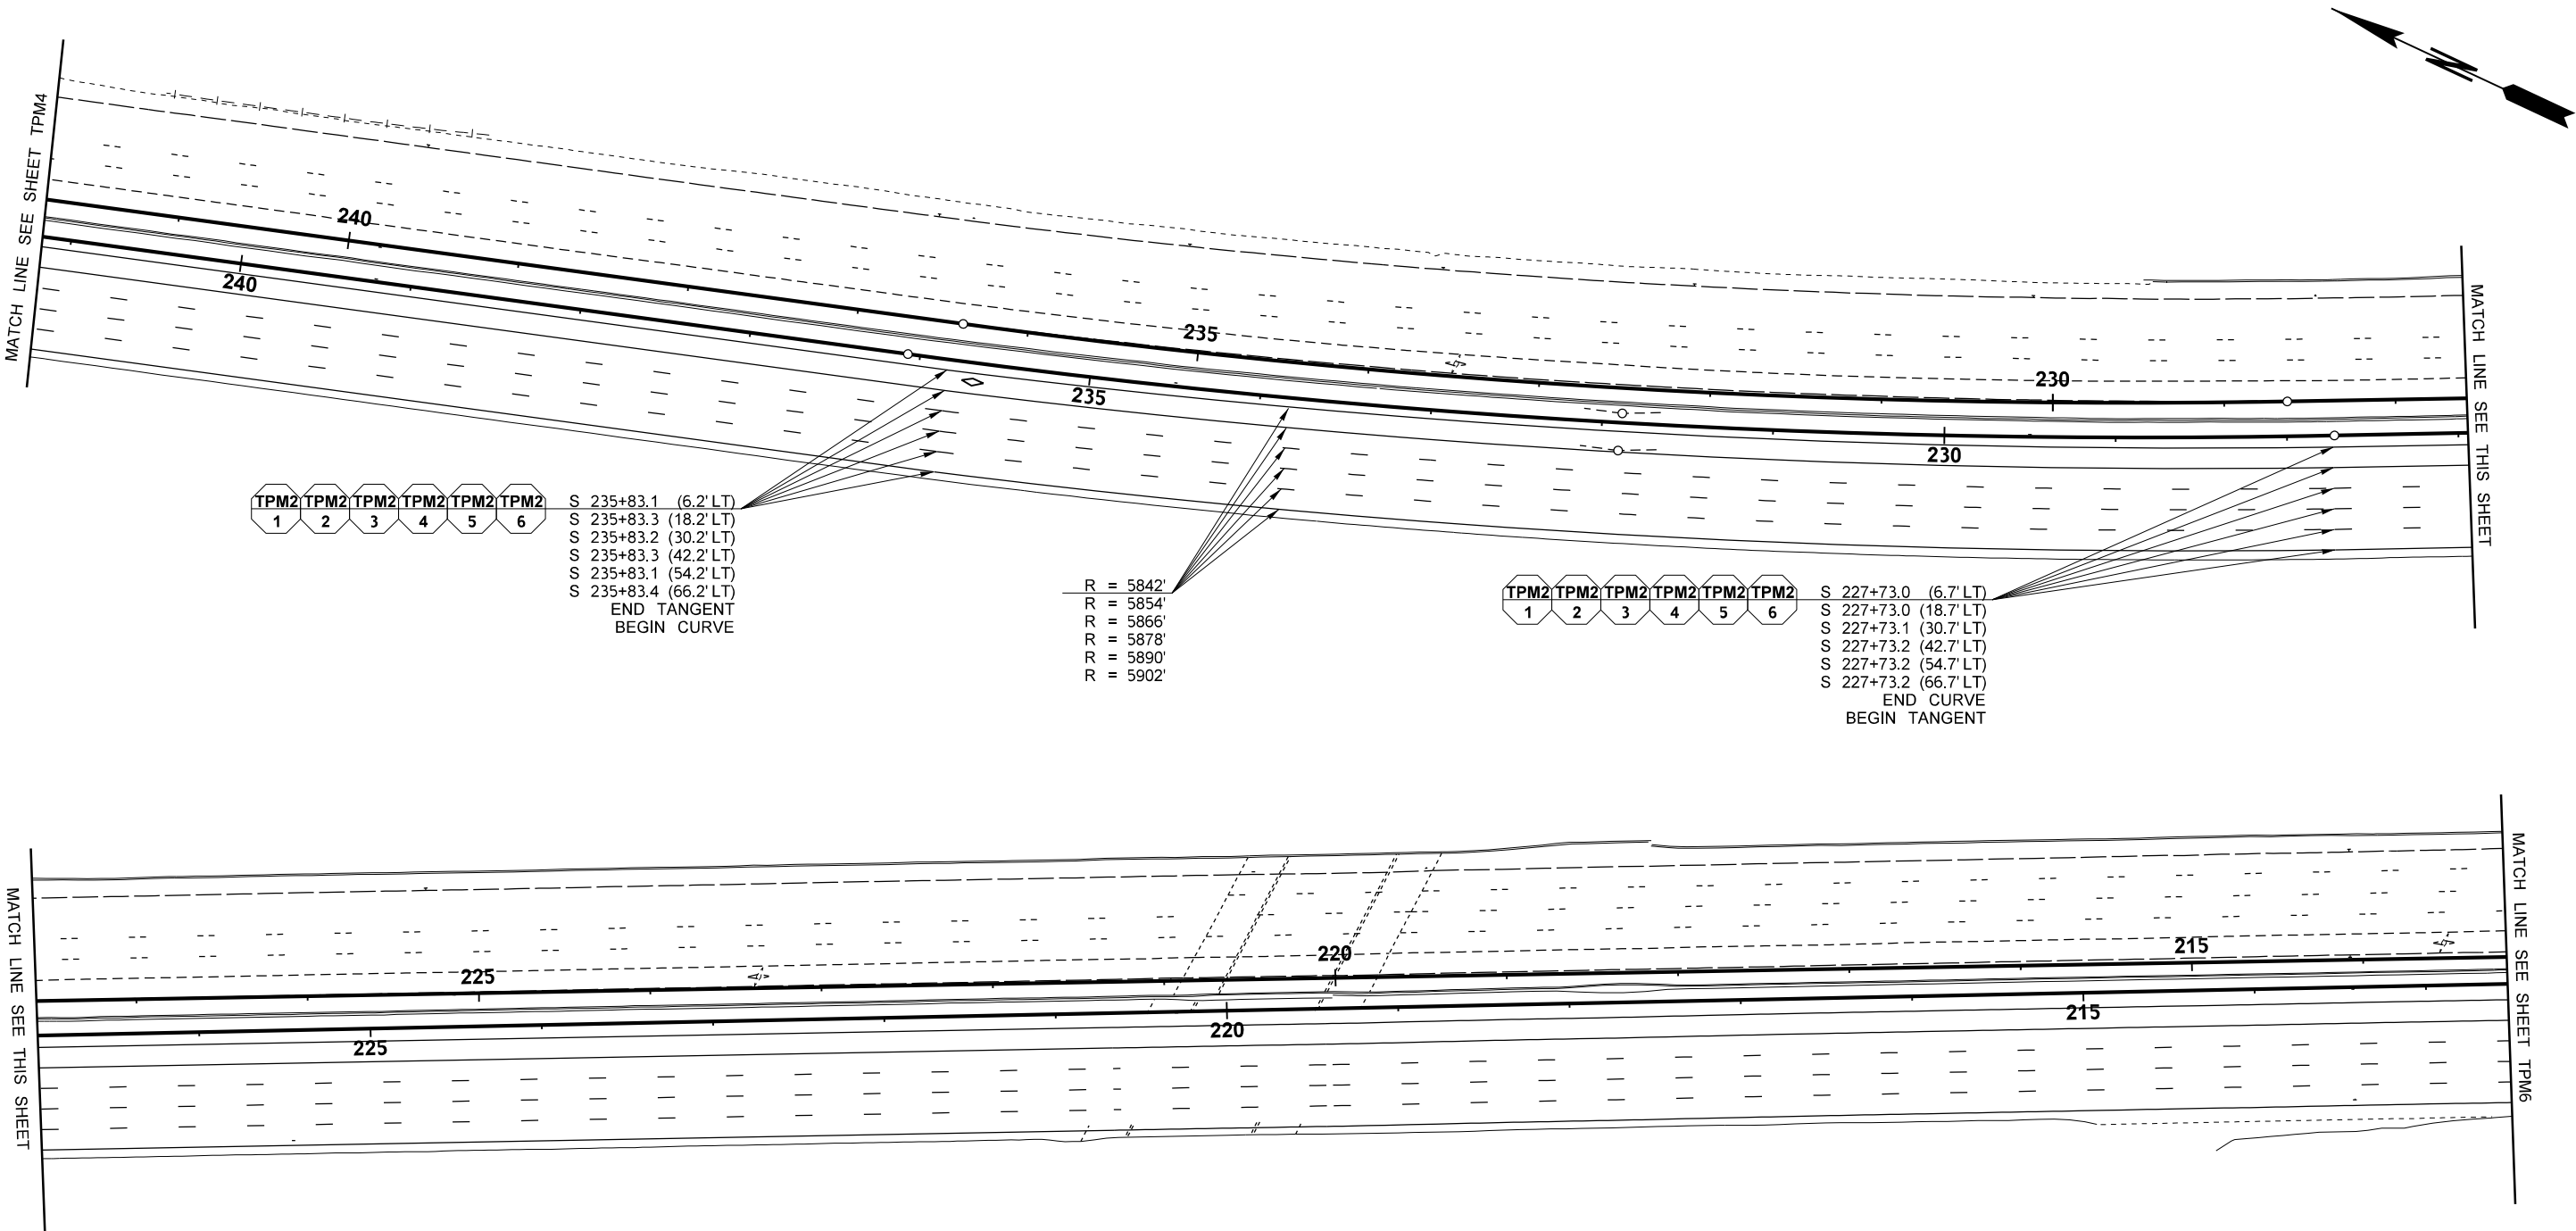 N
MATCH LINE SEE SHEET TPM4
240
240
235
235
230
230
MATCH LINE SEE THIS SHEET
TPM2 TPM2 TPM2 TPM2 TPM2 TPM2
1 2 3 4 5 6
S 235+83.1 (6.2' LT)
S 235+83.3 (18.2' LT)
S 235+83.2 (30.2' LT)
S 235+83.3 (42.2' LT)
S 235+83.1 (54.2' LT)
S 235+83.4 (66.2' LT)
END TANGENT
BEGIN CURVE
R = 5842'
R = 5854'
R = 5866'
R = 5878'
R = 5890'
R = 5902'
TPM2 TPM2 TPM2 TPM2 TPM2 TPM2
1 2 3 4 5 6
S 227+73.0 (6.7' LT)
S 227+73.0 (18.7' LT)
S 227+73.1 (30.7' LT)
S 227+73.2 (42.7' LT)
S 227+73.2 (54.7' LT)
S 227+73.2 (66.7' LT)
END CURVE
BEGIN TANGENT
MATCH LINE SEE THIS SHEET
225
225
220
220
215
215
MATCH LINE SEE SHEET TPM6